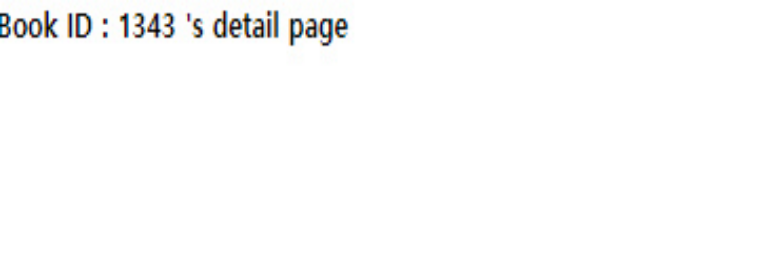 Book ID : 1343 's detail page